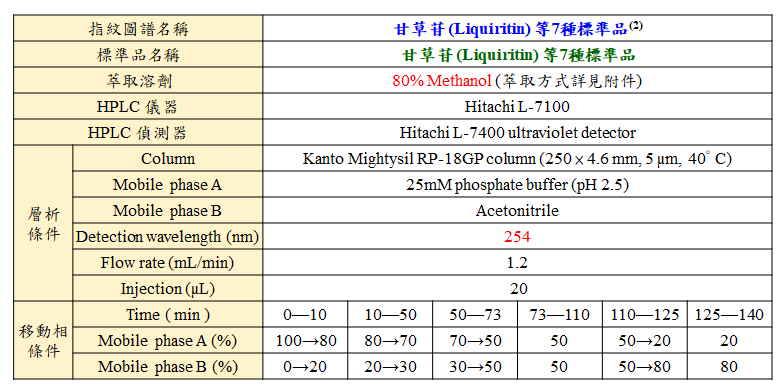 指紋圖譜名稱 甘草苷(Liquiritin)等7種標準品(2)
標準品名稱 甘草苷(Liquiritin)等7種標準品
萃取溶劑 80% Methanol (萃取方式詳見附件)
HPLC 儀器 Hitachi L-7100
HPLC 偵測器 Hitachi L-7400 ultraviolet detector
層析條件
Column Kanto Mightysil RP-18GP column (250 × 4.6 mm, 5 μm, 40° C)
Mobile phase A 25mM phosphate buffer (pH 2.5)
Mobile phase B Acetonitrile
Detection wavelength (nm) 254
Flow rate (mL/min) 1.2
Injection (μL) 20
移動相條件
Time ( min ) 0—10 10—50 50—73 73—110 110—125 125—140
Mobile phase A (%) 100→80 80→70 70→50 50 50→20 20
Mobile phase B (%) 0→20 20→30 30→50 50 50→80 80